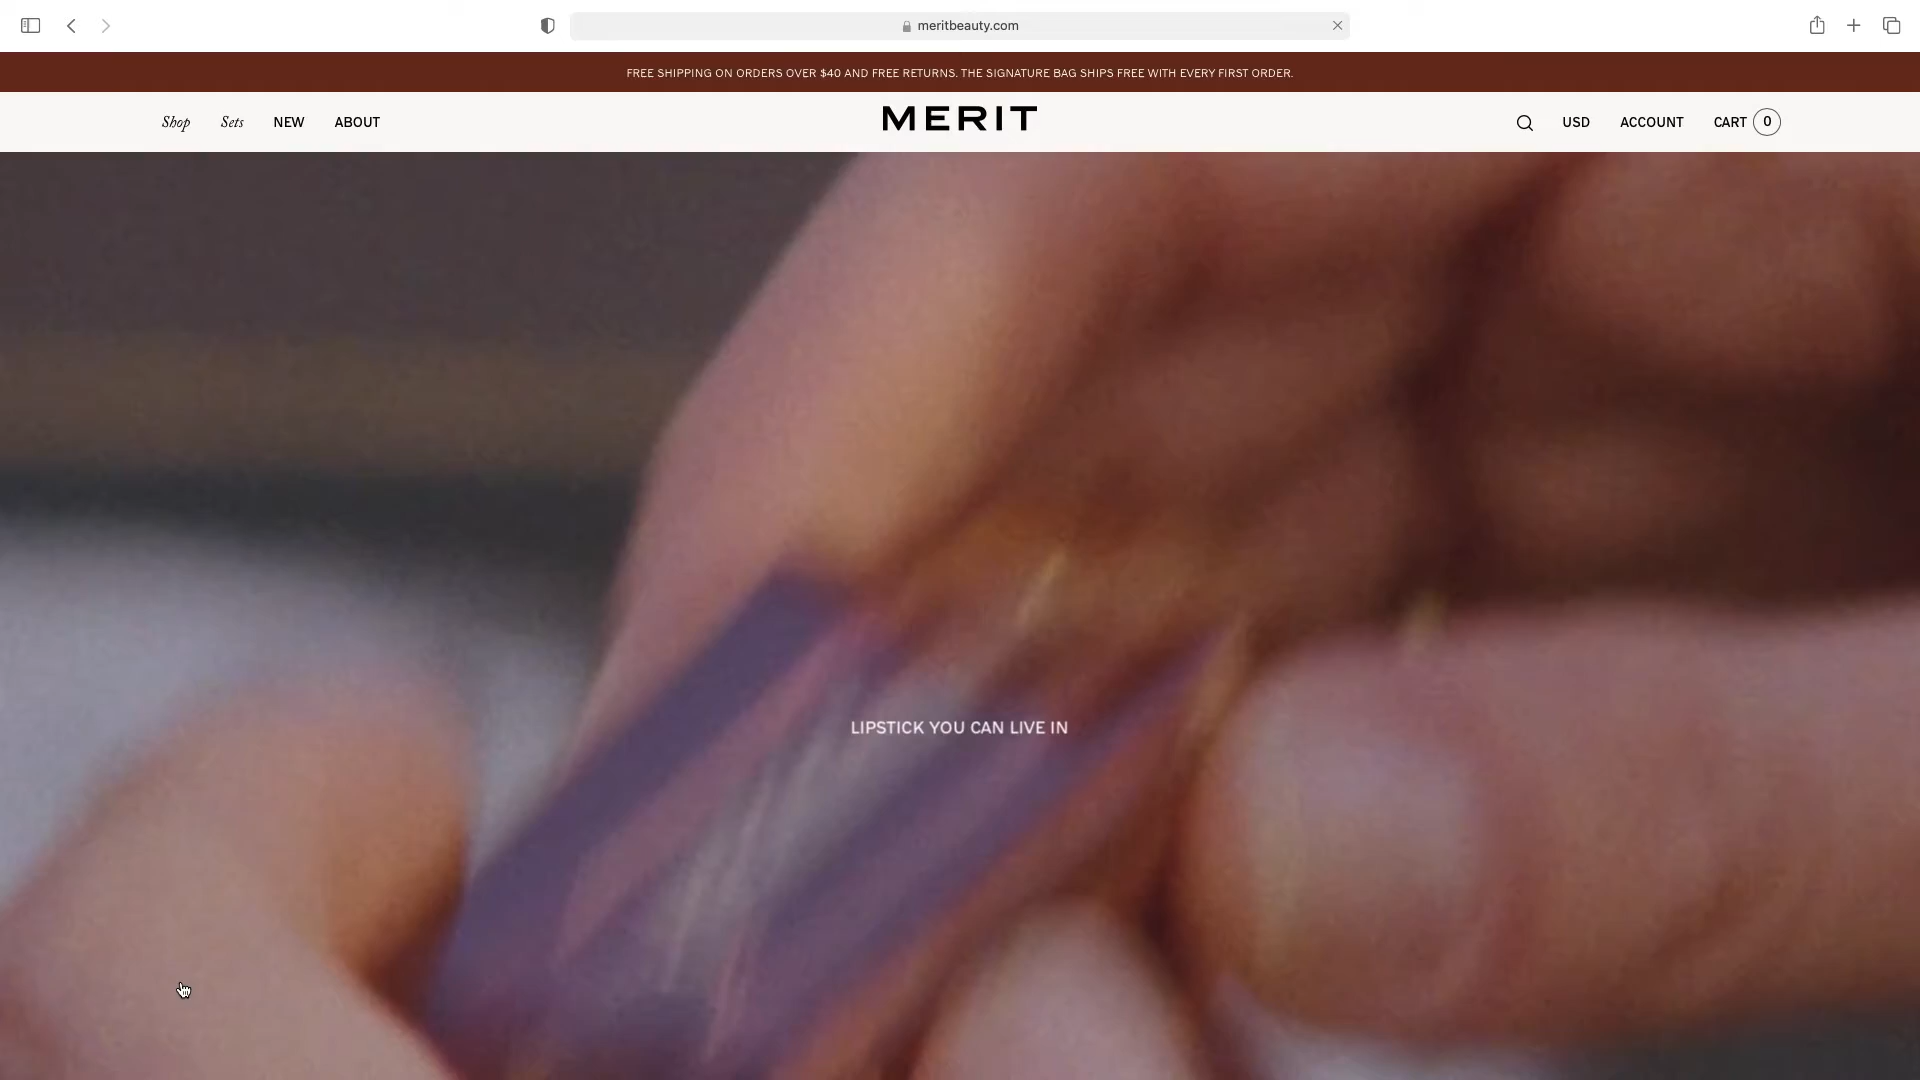 meritbeauty.com
FREE SHIPPING ON ORDERS OVER $40 AND FREE RETURNS. THE SIGNATURE BAG SHIPS FREE WITH EVERY FIRST ORDER.
Shop Sets NEW ABOUT MERIT USD ACCOUNT CART 0
LIPSTICK YOU CAN LIVE IN